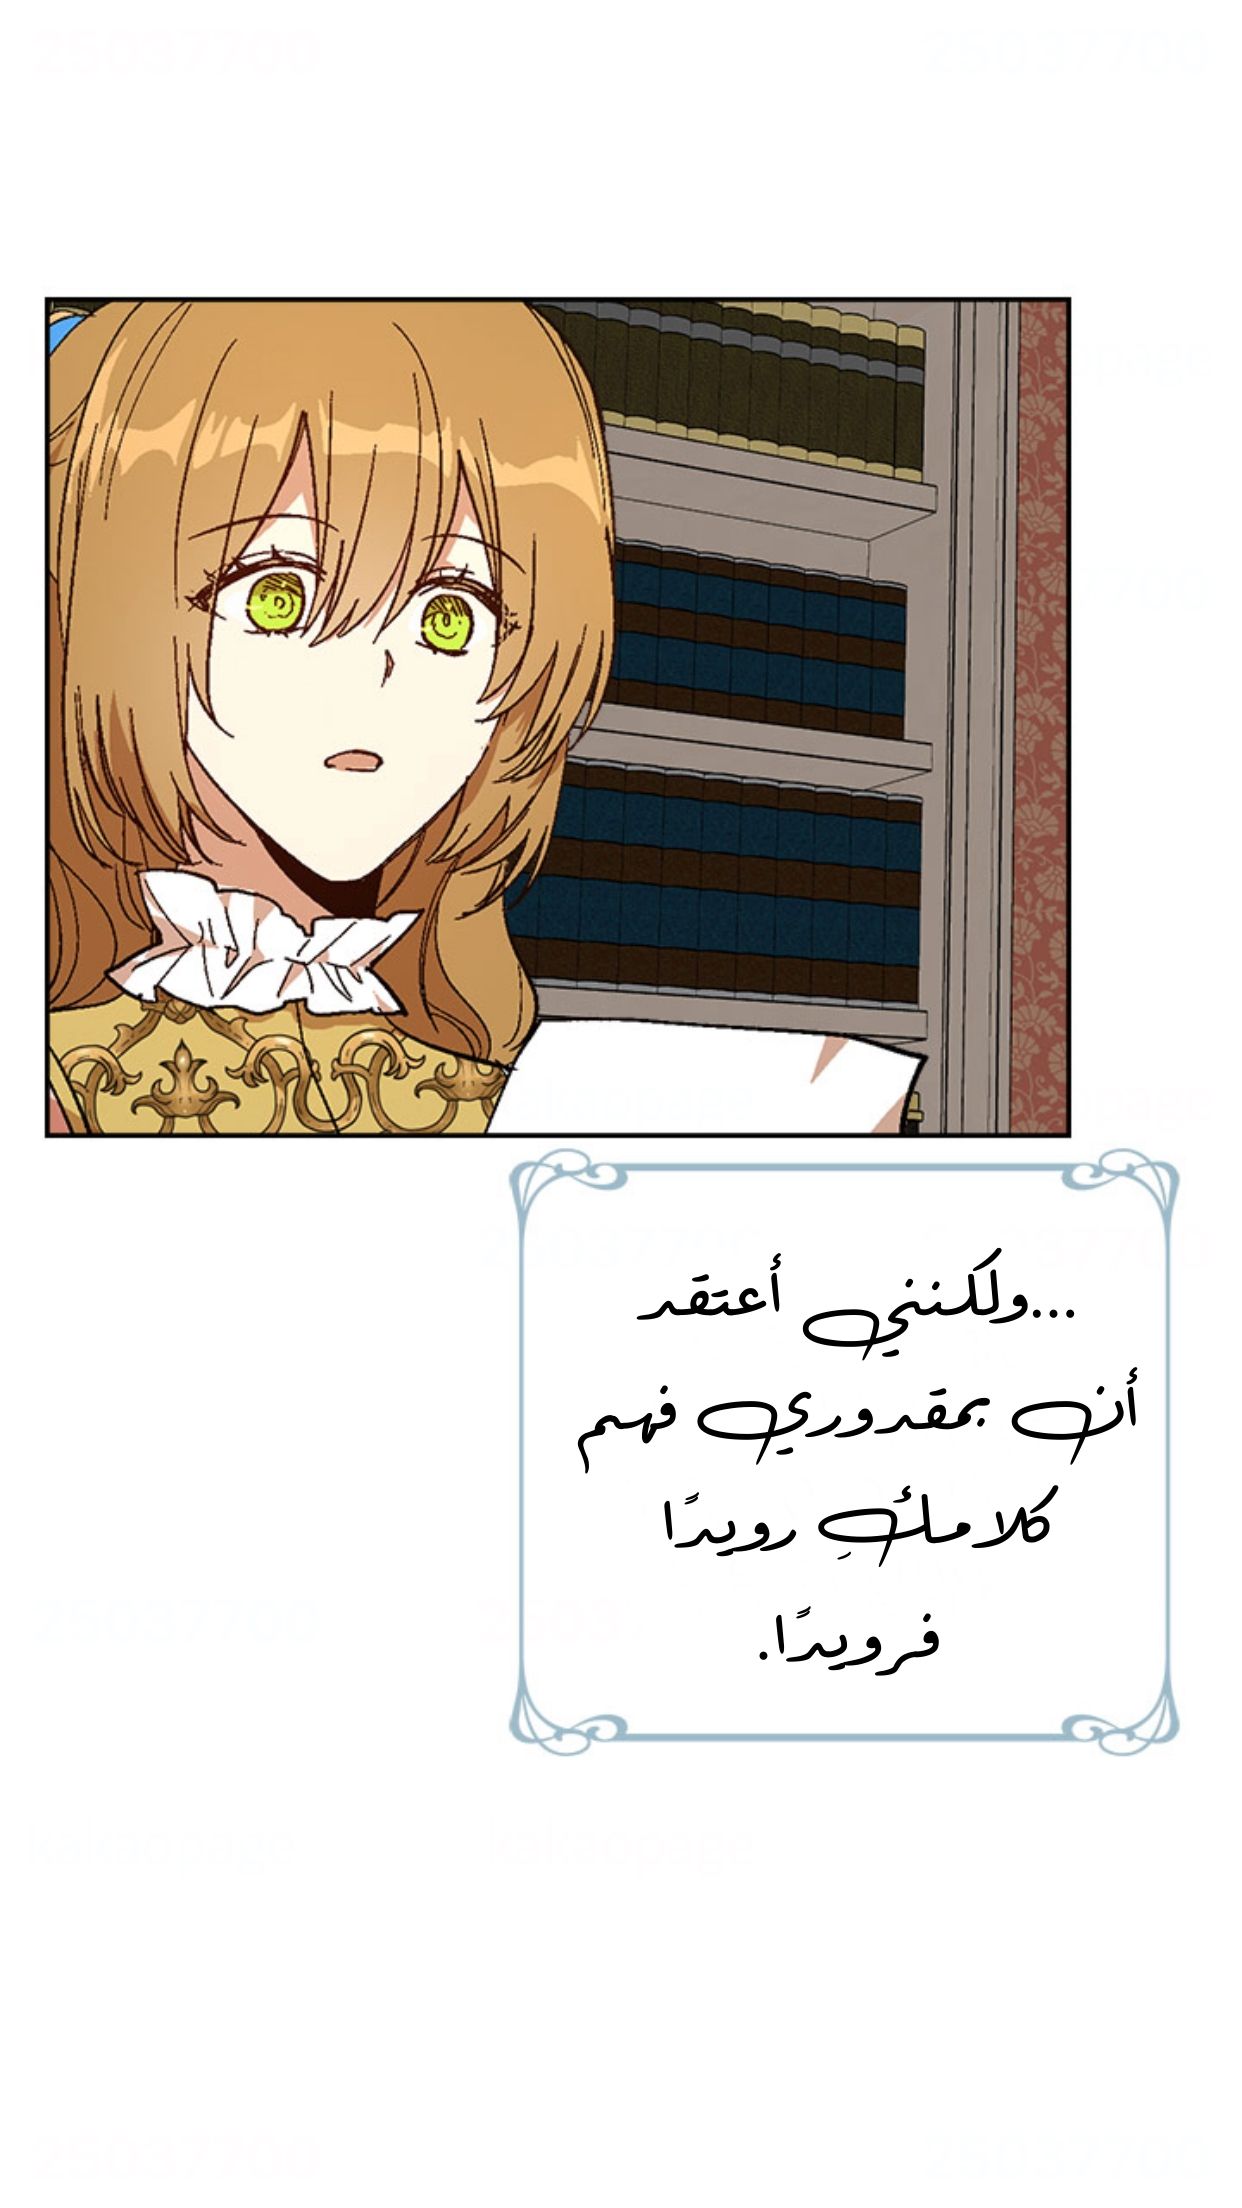 ...ولكنني أعتقد
أن بمقدوري فهم
كلامكِ رويدًا
فرويدًا.